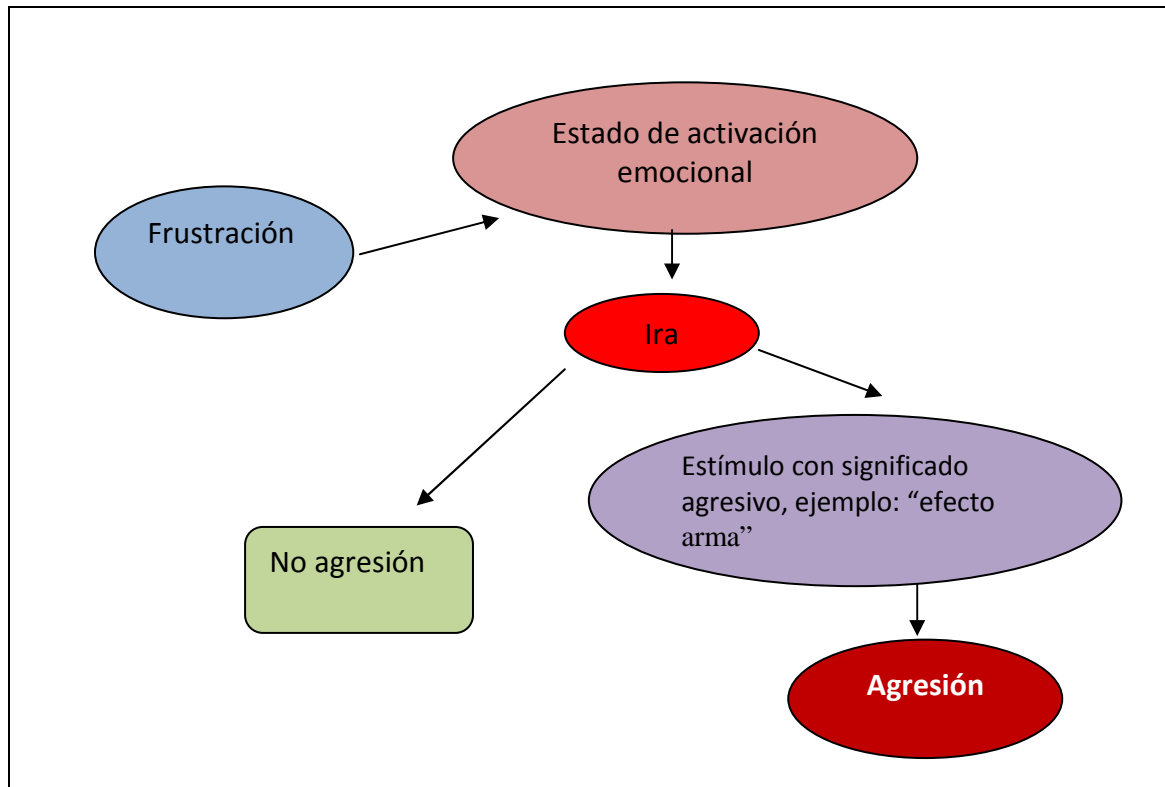 Estado de activación
emocional
Frustración
Ira
Estímulo con significado
agresivo, ejemplo: “efecto
arma”
No agresión
Agresión